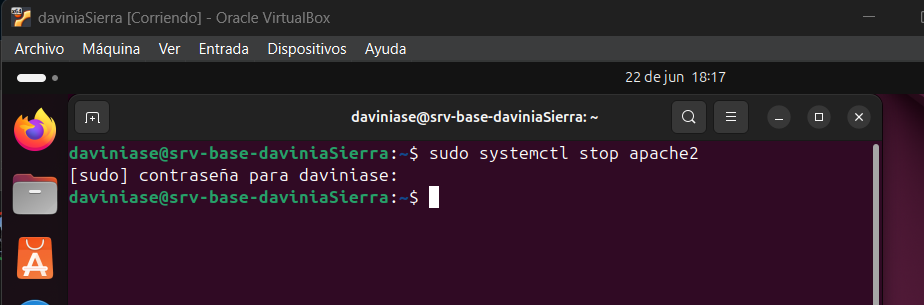 daviniaSierra [Corriendo] - Oracle VirtualBox
Archivo Máquina Ver Entrada Dispositivos Ayuda
22 de jun 18:17
daviniase@srv-base-daviniaSierra: ~
daviniase@srv-base-daviniaSierra:~$ sudo systemctl stop apache2
[sudo] contraseña para daviniase:
daviniase@srv-base-daviniaSierra:~$